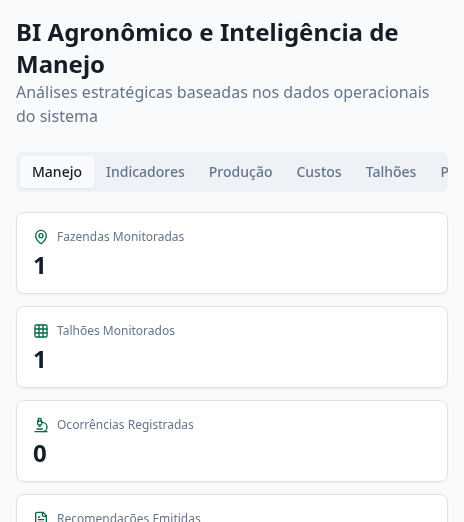 BI Agronômico e Inteligência de
Manejo
Análises estratégicas baseadas nos dados operacionais
do sistema
Manejo Indicadores Produção Custos Talhões P
Fazendas Monitoradas
1
Talhões Monitorados
1
Ocorrências Registradas
0
Recomendações Emitidas